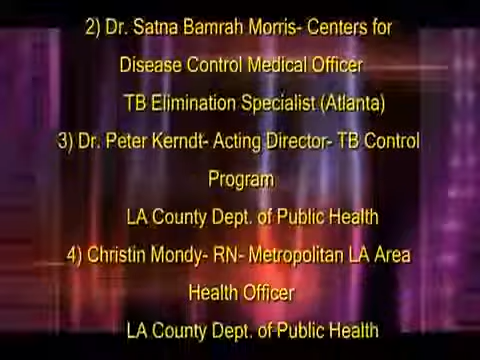 2) Dr. Satna Bamrah Morris- Centers for
Disease Control Medical Officer
TB Elimination Specialist (Atlanta)
3) Dr. Peter Kerndt- Acting Director- TB Control
Program
LA County Dept. of Public Health
4) Christin Mondy- RN- Metropolitan LA Area
Health Officer
LA County Dept. of Public Health